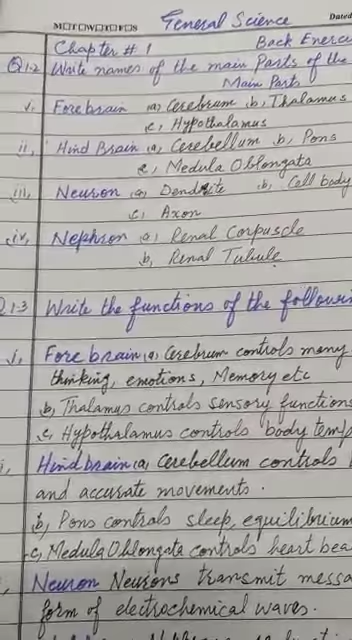 General Science
Dated
Chapter # 1 Back Exerc
Q1.2 Write names of the main Parts of the
Main Parts
i, Forebrain (a) Cerebrum b, Thalamus
c, Hypothalamus
ii, Hind Brain (a) Cerebellum b, Pons
c, Medula Oblongata
iii, Neuron (a) Dendrite b, Cell body
c, Axon
iv, Nephron (a) Renal Corpuscle
b, Renal Tubule
Q1.3 Write the functions of the followi
i, Fore brain (a) Cerebrum controls many
thinking, emotions, Memory etc
b, Thalamus controls sensory functions
c, Hypothalamus controls body temp
Hind brain (a) Cerebellum controls
and accurate movements.
b, Pons controls sleep, equilibrium
c, Medula Oblongata controls heart bea
Neuron Neurons transmit messa
form of electrochemical waves.